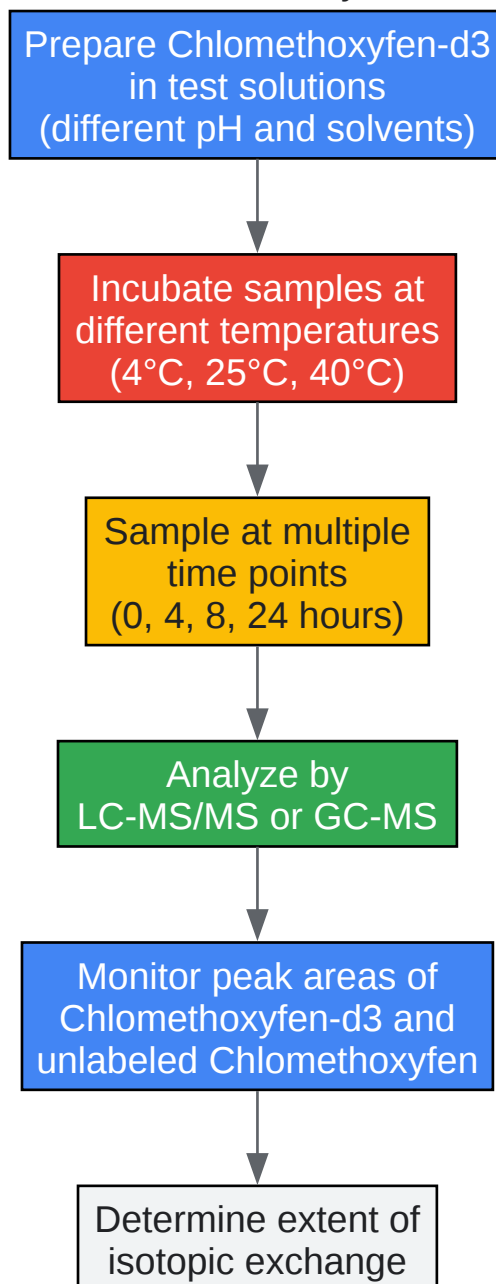 Prepare Chlomethoxyfen-d3
in test solutions
(different pH and solvents)
Incubate samples at
different temperatures
(4°C, 25°C, 40°C)
Sample at multiple
time points
(0, 4, 8, 24 hours)
Analyze by
LC-MS/MS or GC-MS
Monitor peak areas of
Chlomethoxyfen-d3 and
unlabeled Chlomethoxyfen
Determine extent of
isotopic exchange